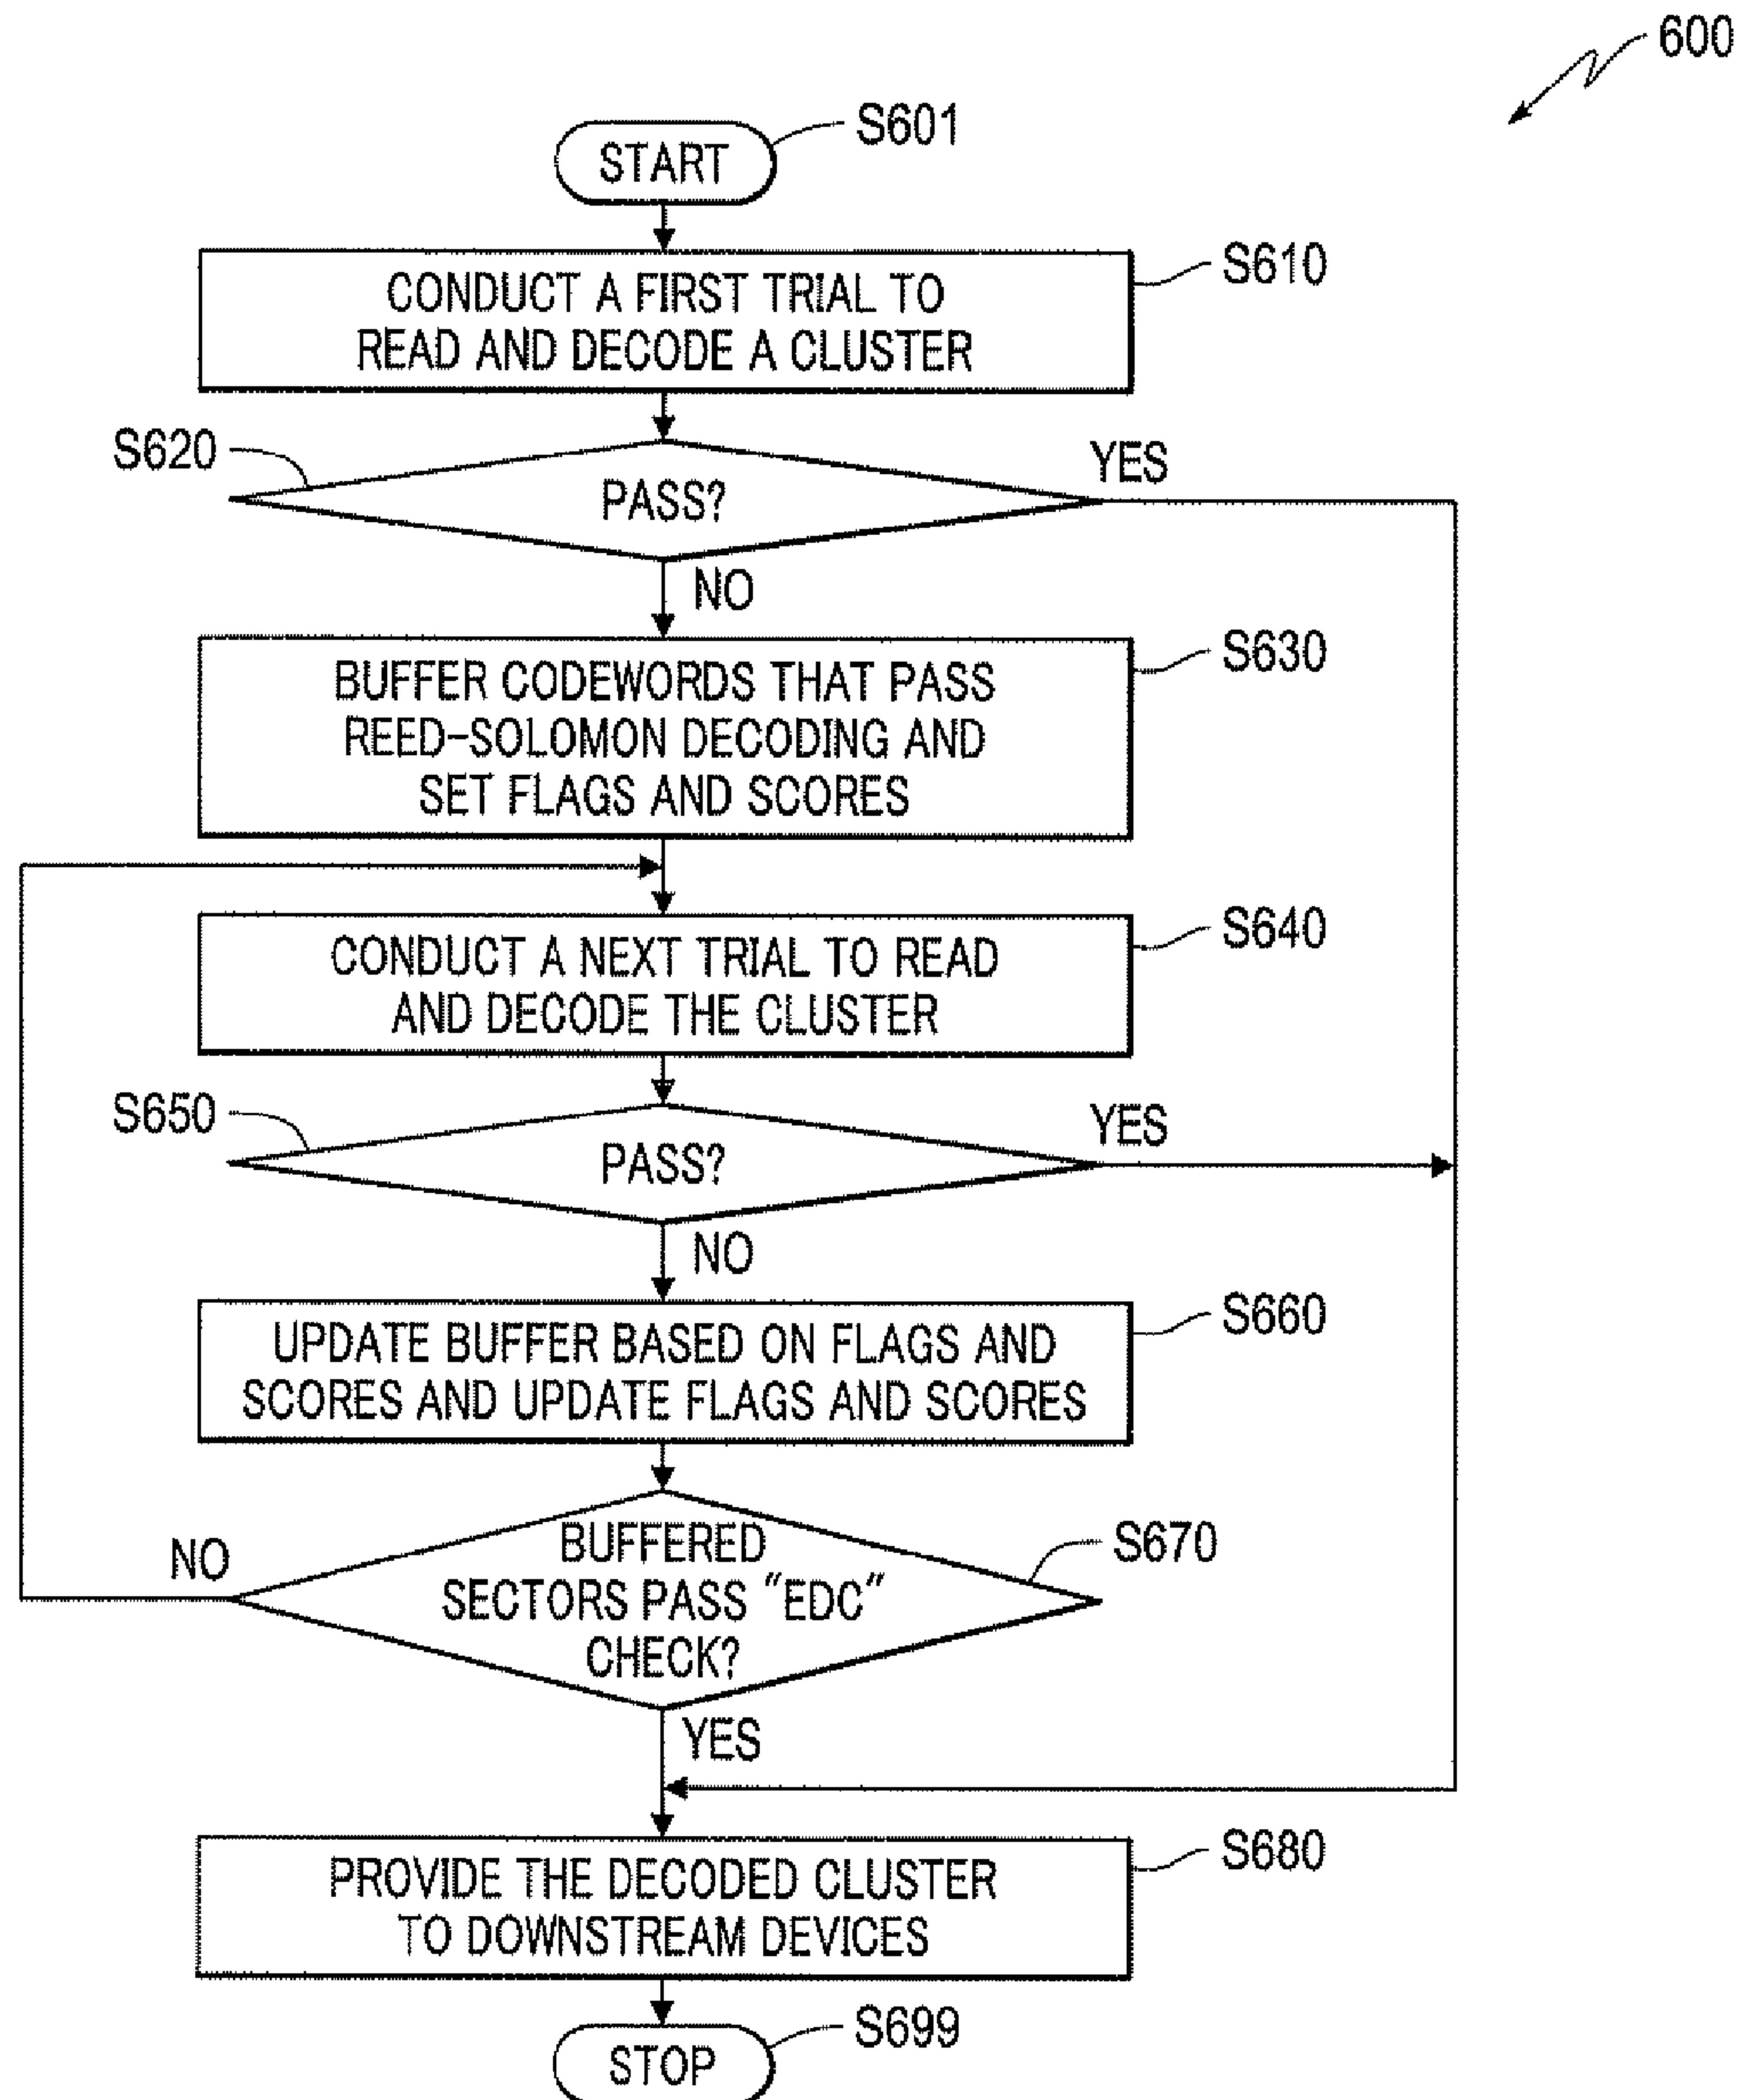 600
START
S601
CONDUCT A FIRST TRIAL TO
READ AND DECODE A CLUSTER
S610
S620
PASS?
YES
NO
BUFFER CODEWORDS THAT PASS
REED-SOLOMON DECODING AND
SET FLAGS AND SCORES
S630
CONDUCT A NEXT TRIAL TO READ
AND DECODE THE CLUSTER
S640
S650
PASS?
YES
NO
UPDATE BUFFER BASED ON FLAGS AND
SCORES AND UPDATE FLAGS AND SCORES
S660
NO
BUFFERED
SECTORS PASS "EDC"
CHECK?
S670
YES
PROVIDE THE DECODED CLUSTER
TO DOWNSTREAM DEVICES
S680
STOP
S699